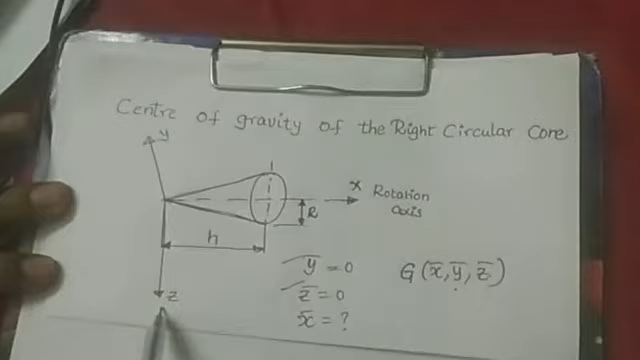 Centre of gravity of the Right Circular Cone
y
x Rotation
axis
R
h
y̅ = 0
G (x̅, y̅, z̅)
z
z̅ = 0
x̅ = ?